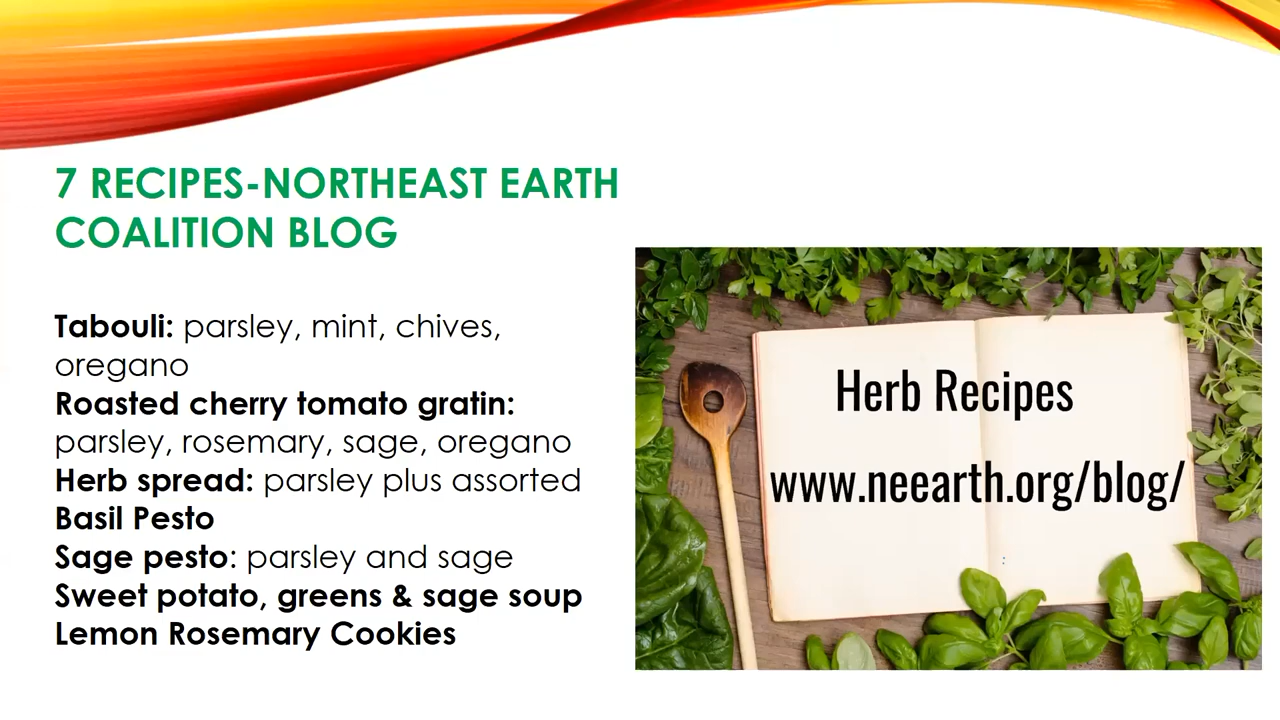 7 RECIPES-NORTHEAST EARTH
COALITION BLOG
Tabouli: parsley, mint, chives,
oregano
Roasted cherry tomato gratin:
parsley, rosemary, sage, oregano
Herb spread: parsley plus assorted
Basil Pesto
Sage pesto: parsley and sage
Sweet potato, greens & sage soup
Lemon Rosemary Cookies
Herb Recipes
www.neearth.org/blog/